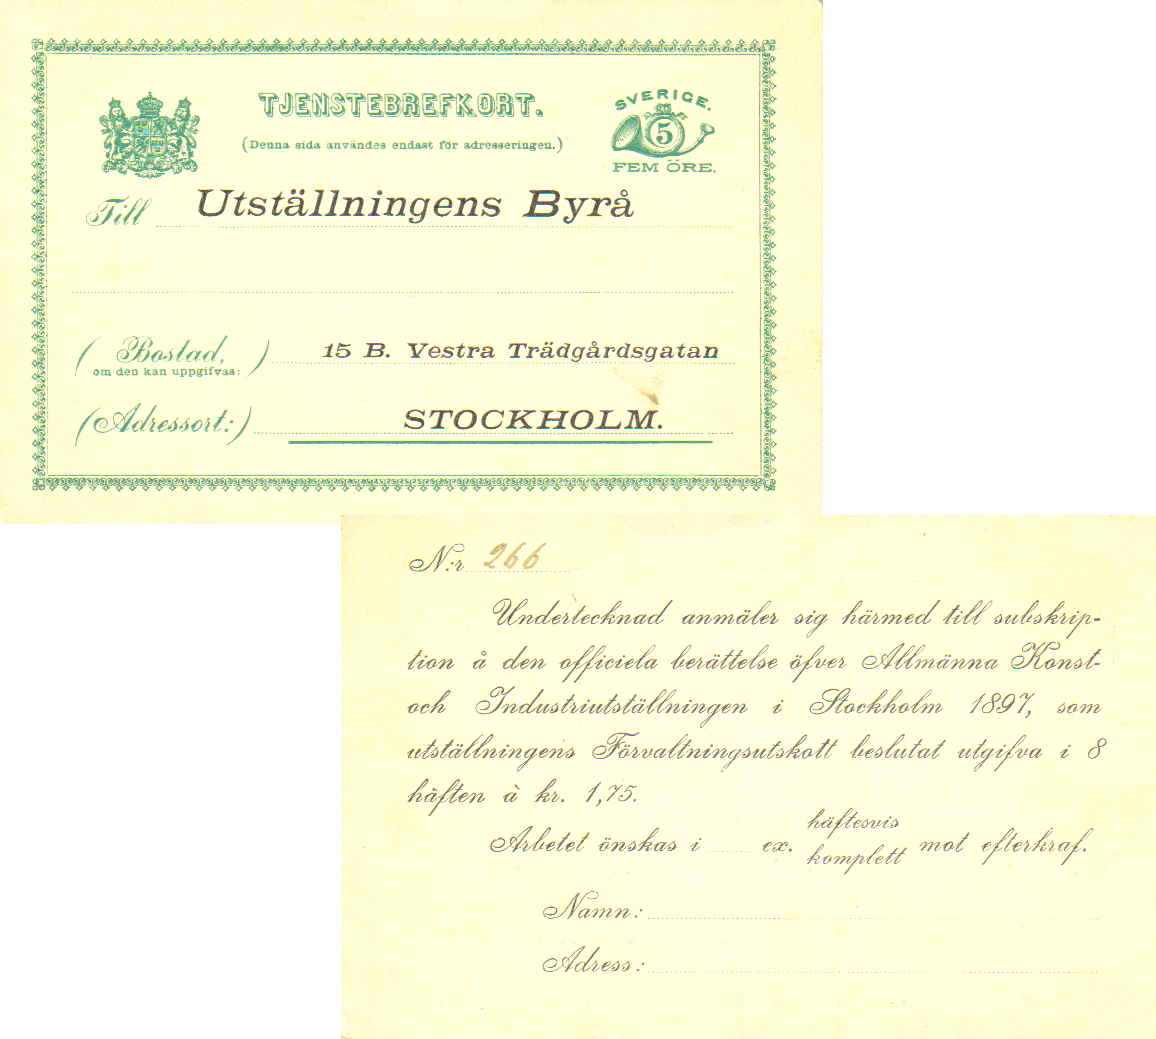 TJENSTEBREFKORT.
(Denna sida användes endast för adresseringen.)
SVERIGE.
5
FEM ÖRE.
Till Utställningens Byrå
(Bostad, om den kan uppgifvas:) 15 B. Vestra Trädgårdsgatan
(Adressort:) STOCKHOLM.
N:r 266
Undertecknad anmäler sig härmed till subskrip-
tion å den officiela berättelse öfver Allmänna Konst-
och Industriutställningen i Stockholm 1897, som
utställningens Förvaltningsutskott beslutat utgifva i 8
häften à kr. 1,75.
Arbetet önskas i ex. häftesvis komplett mot efterkraf.
Namn:
Adress: